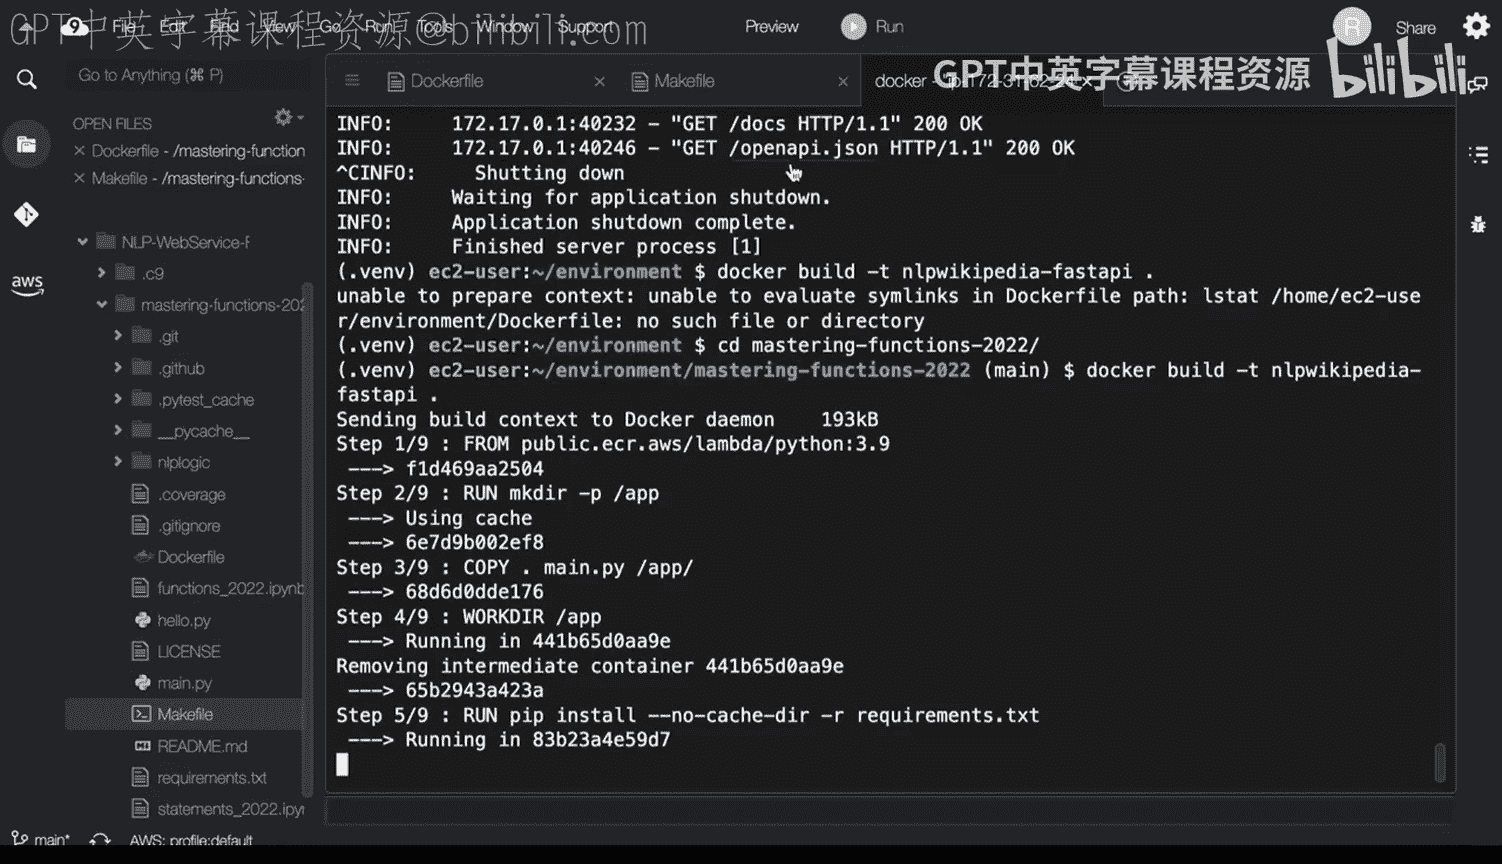 GPT中英字幕课程资源@bilibili.com
File Edit Find View Go Run Tools Window Support Preview Run Share
R
GPT中英字幕课程资源 bilibili
Go to Anything (⌘ P)
Dockerfile × Makefile ×
OPEN FILES
× Dockerfile - /mastering-function
× Makefile - /mastering-functions-
NLP-WebService-F
.c9
mastering-functions-202
.git
.github
.pytest_cache
__pycache__
nlplogic
.coverage
.gitignore
Dockerfile
functions_2022.ipynb
hello.py
LICENSE
main.py
Makefile
README.md
requirements.txt
statements_2022.ipy
aws
INFO: 172.17.0.1:40232 - "GET /docs HTTP/1.1" 200 OK
INFO: 172.17.0.1:40246 - "GET /openapi.json HTTP/1.1" 200 OK
^CINFO: Shutting down
INFO: Waiting for application shutdown.
INFO: Application shutdown complete.
INFO: Finished server process [1]
(.venv) ec2-user:~/environment $ docker build -t nlpwikipedia-fastapi .
unable to prepare context: unable to evaluate symlinks in Dockerfile path: lstat /home/ec2-use
r/environment/Dockerfile: no such file or directory
(.venv) ec2-user:~/environment $ cd mastering-functions-2022/
(.venv) ec2-user:~/environment/mastering-functions-2022 (main) $ docker build -t nlpwikipedia-
fastapi .
Sending build context to Docker daemon 193kB
Step 1/9 : FROM public.ecr.aws/lambda/python:3.9
---> f1d469aa2504
Step 2/9 : RUN mkdir -p /app
---> Using cache
---> 6e7d9b002ef8
Step 3/9 : COPY . main.py /app/
---> 68d6d0dde176
Step 4/9 : WORKDIR /app
---> Running in 441b65d0aa9e
Removing intermediate container 441b65d0aa9e
---> 65b2943a423a
Step 5/9 : RUN pip install --no-cache-dir -r requirements.txt
---> Running in 83b23a4e59d7
main* AWS: profile:default